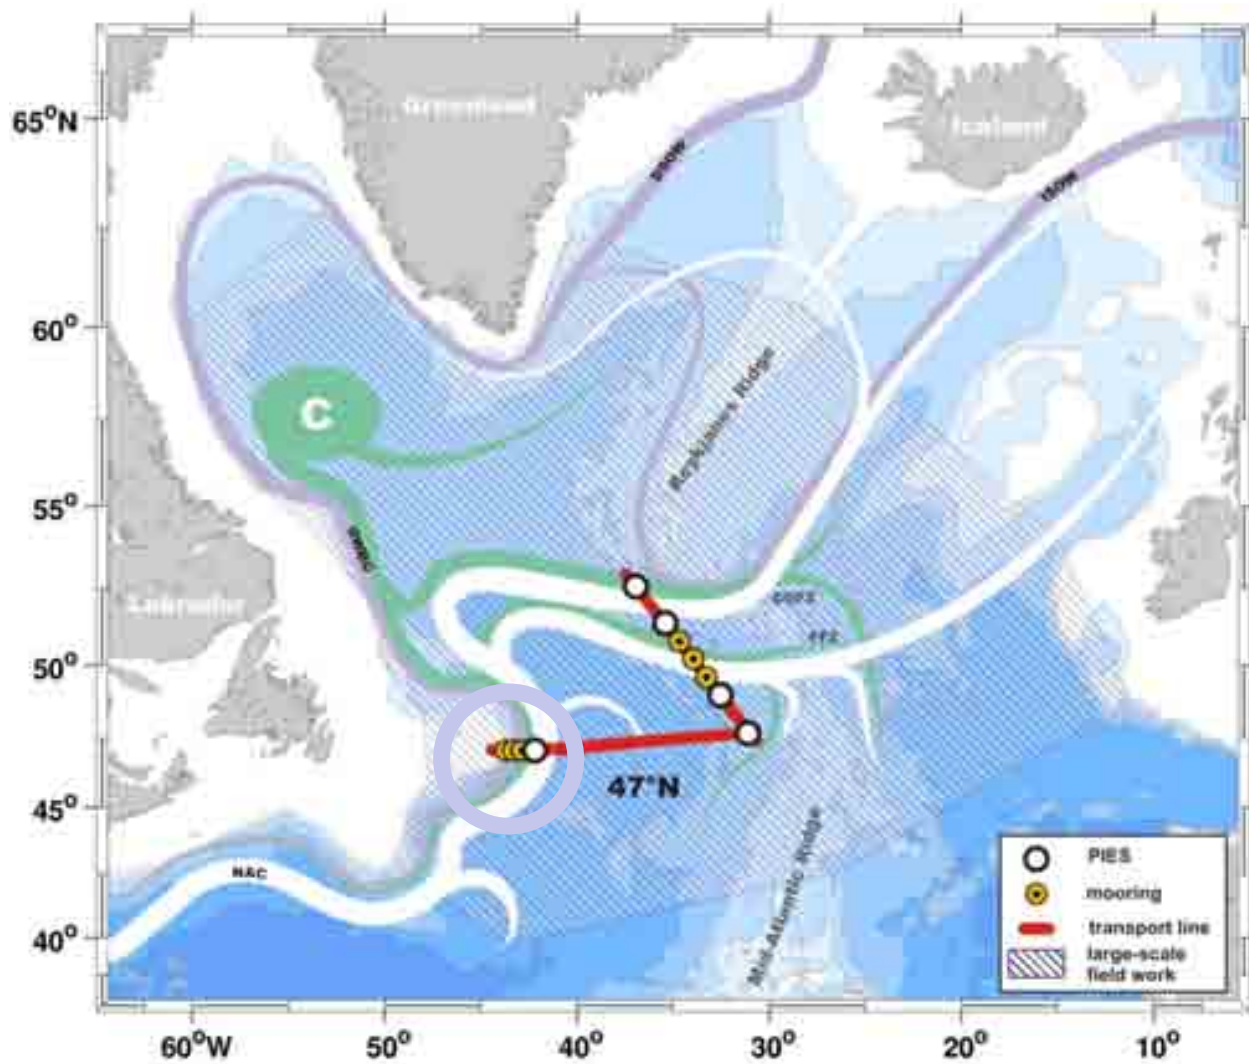 Greenland
Iceland
65°N
DSOW
ISOW
60°
C
Reykjanes Ridge
55°
DWBC
Labrador
CGFZ
FFZ
50°
47°N
45°
Mid-Atlantic Ridge
NAC
40°
PIES
mooring
transport line
large-scale
field work
60°W
50°
40°
30°
20°
10°